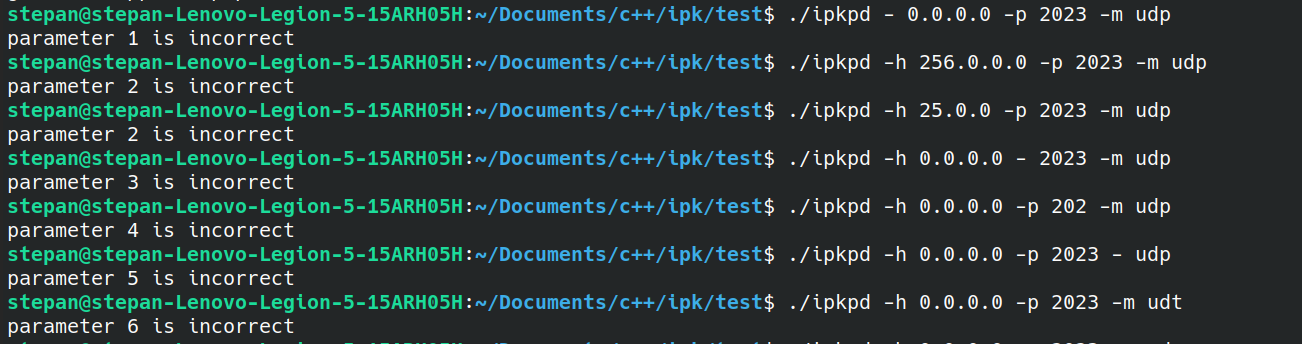 stepan@stepan-Lenovo-Legion-5-15ARH05H:~/Documents/c++/ipk/test$ ./ipkpd - 0.0.0.0 -p 2023 -m udp
parameter 1 is incorrect
stepan@stepan-Lenovo-Legion-5-15ARH05H:~/Documents/c++/ipk/test$ ./ipkpd -h 256.0.0.0 -p 2023 -m udp
parameter 2 is incorrect
stepan@stepan-Lenovo-Legion-5-15ARH05H:~/Documents/c++/ipk/test$ ./ipkpd -h 25.0.0 -p 2023 -m udp
parameter 2 is incorrect
stepan@stepan-Lenovo-Legion-5-15ARH05H:~/Documents/c++/ipk/test$ ./ipkpd -h 0.0.0.0 - 2023 -m udp
parameter 3 is incorrect
stepan@stepan-Lenovo-Legion-5-15ARH05H:~/Documents/c++/ipk/test$ ./ipkpd -h 0.0.0.0 -p 202 -m udp
parameter 4 is incorrect
stepan@stepan-Lenovo-Legion-5-15ARH05H:~/Documents/c++/ipk/test$ ./ipkpd -h 0.0.0.0 -p 2023 - udp
parameter 5 is incorrect
stepan@stepan-Lenovo-Legion-5-15ARH05H:~/Documents/c++/ipk/test$ ./ipkpd -h 0.0.0.0 -p 2023 -m udt
parameter 6 is incorrect